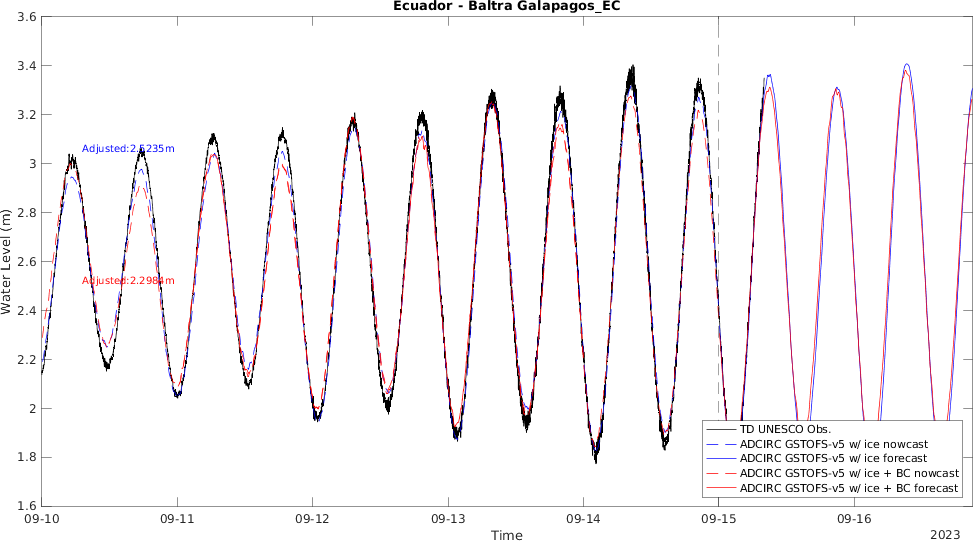 Ecuador - Baltra Galapagos_EC
3.6
3.4
3.2
3
2.8
2.6
2.4
2.2
2
1.8
1.6
Water Level (m)
Adjusted:2.5235m
Adjusted:2.2984m
TD UNESCO Obs.
ADCIRC GSTOFS-v5 w/ ice nowcast
ADCIRC GSTOFS-v5 w/ ice forecast
ADCIRC GSTOFS-v5 w/ ice + BC nowcast
ADCIRC GSTOFS-v5 w/ ice + BC forecast
09-10 09-11 09-12 09-13 09-14 09-15 09-16
Time
2023